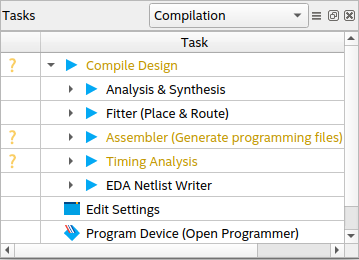 Tasks Compilation
Task
? Compile Design
Analysis & Synthesis
Fitter (Place & Route)
? Assembler (Generate programming files)
? Timing Analysis
EDA Netlist Writer
Edit Settings
Program Device (Open Programmer)